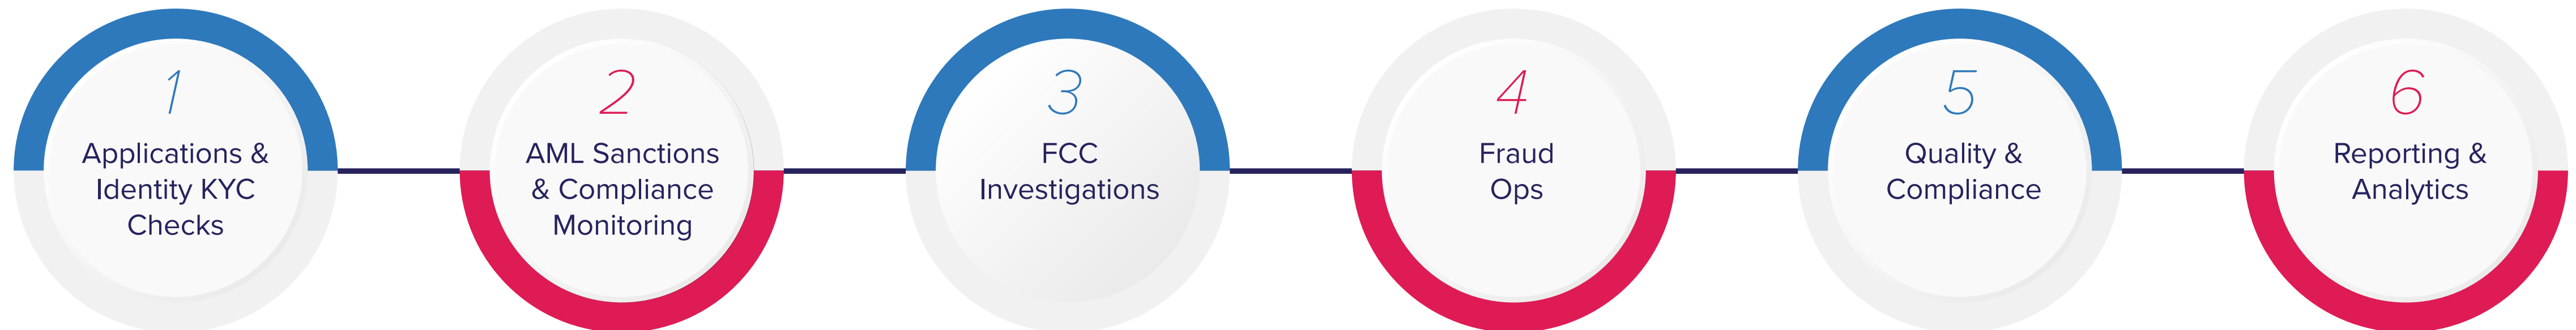 1
Applications &
Identity KYC
Checks
2
AML Sanctions
& Compliance
Monitoring
3
FCC
Investigations
4
Fraud
Ops
5
Quality &
Compliance
6
Reporting &
Analytics